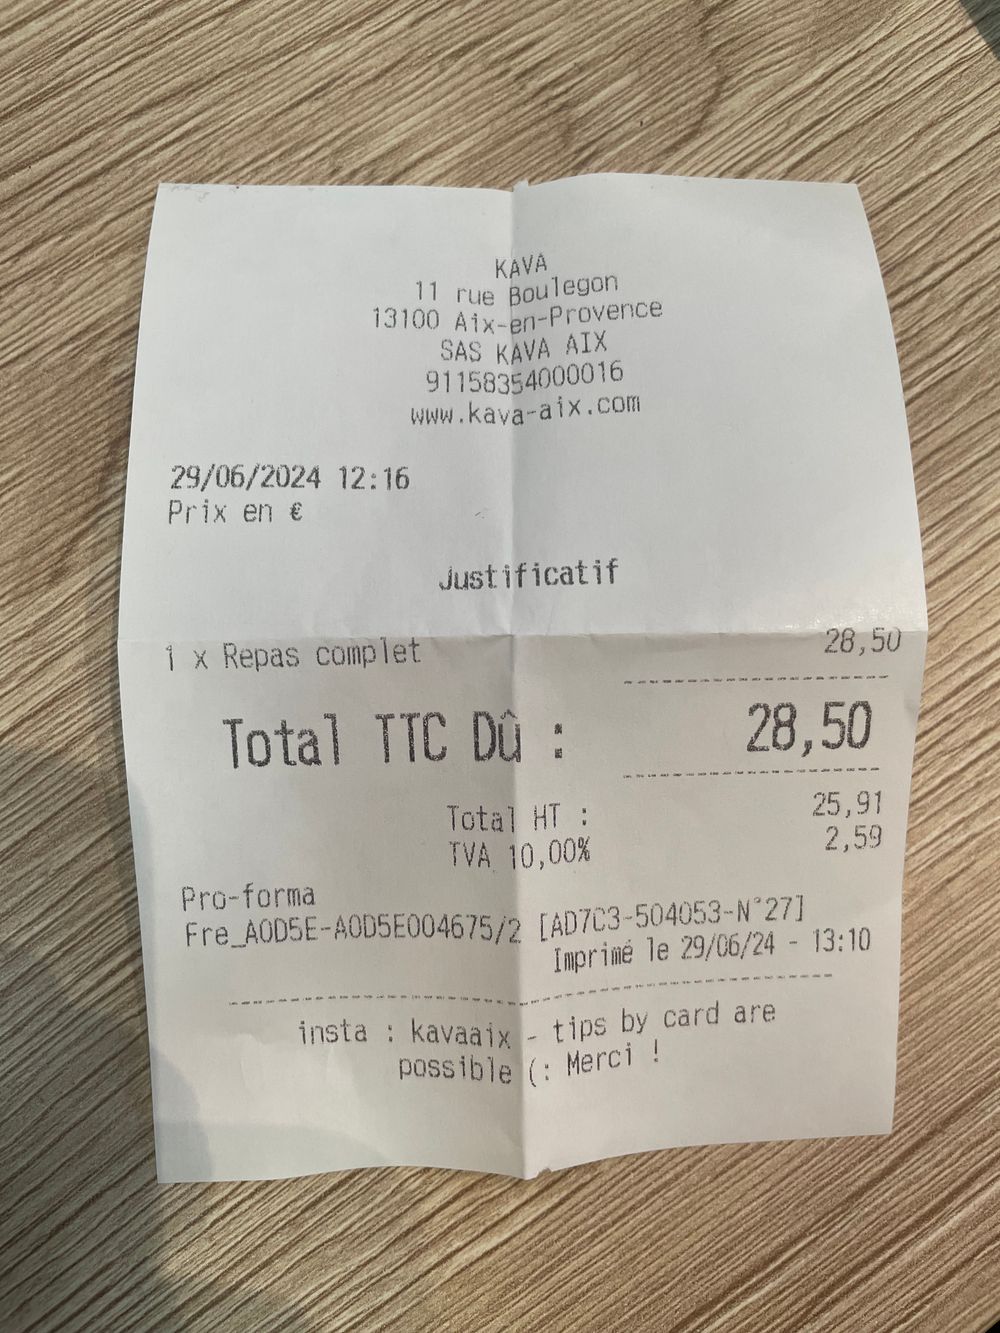 KAVA
11 rue Boulegon
13100 Aix-en-Provence
SAS KAVA AIX
91158354000016
www.kava-aix.com
29/06/2024 12:16
Prix en €
Justificatif
1 x Repas complet 28,50
Total TTC Dû : 28,50
Total HT : 25,91
TVA 10,00% 2,59
Pro-forma
Fre_A0D5E-A0D5E004675/2 [AD7C3-504053-N°27]
Imprimé le 29/06/24 - 13:10
insta : kavaaix - tips by card are
possible (: Merci !